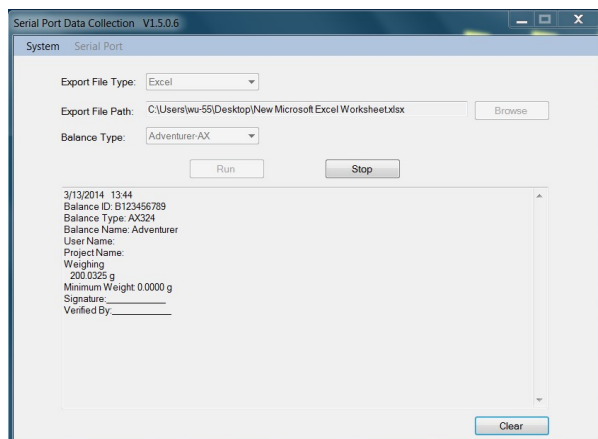 Serial Port Data Collection V1.5.0.6
System Serial Port
Export File Type: Excel
Export File Path: C:\Users\wu-55\Desktop\New Microsoft Excel Worksheet.xlsx Browse
Balance Type: Adventurer-AX
Run Stop
3/13/2014 13:44
Balance ID: B123456789
Balance Type: AX324
Balance Name: Adventurer
User Name:
Project Name:
Weighing
200.0325 g
Minimum Weight: 0.0000 g
Signature:____________
Verified By:____________
Clear